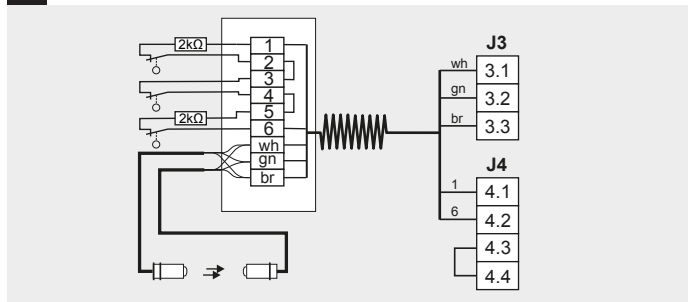 2kΩ
2kΩ
1
2
3
4
5
6
wh
gn
br
J3
wh 3.1
gn 3.2
br 3.3
J4
1 4.1
6 4.2
4.3
4.4